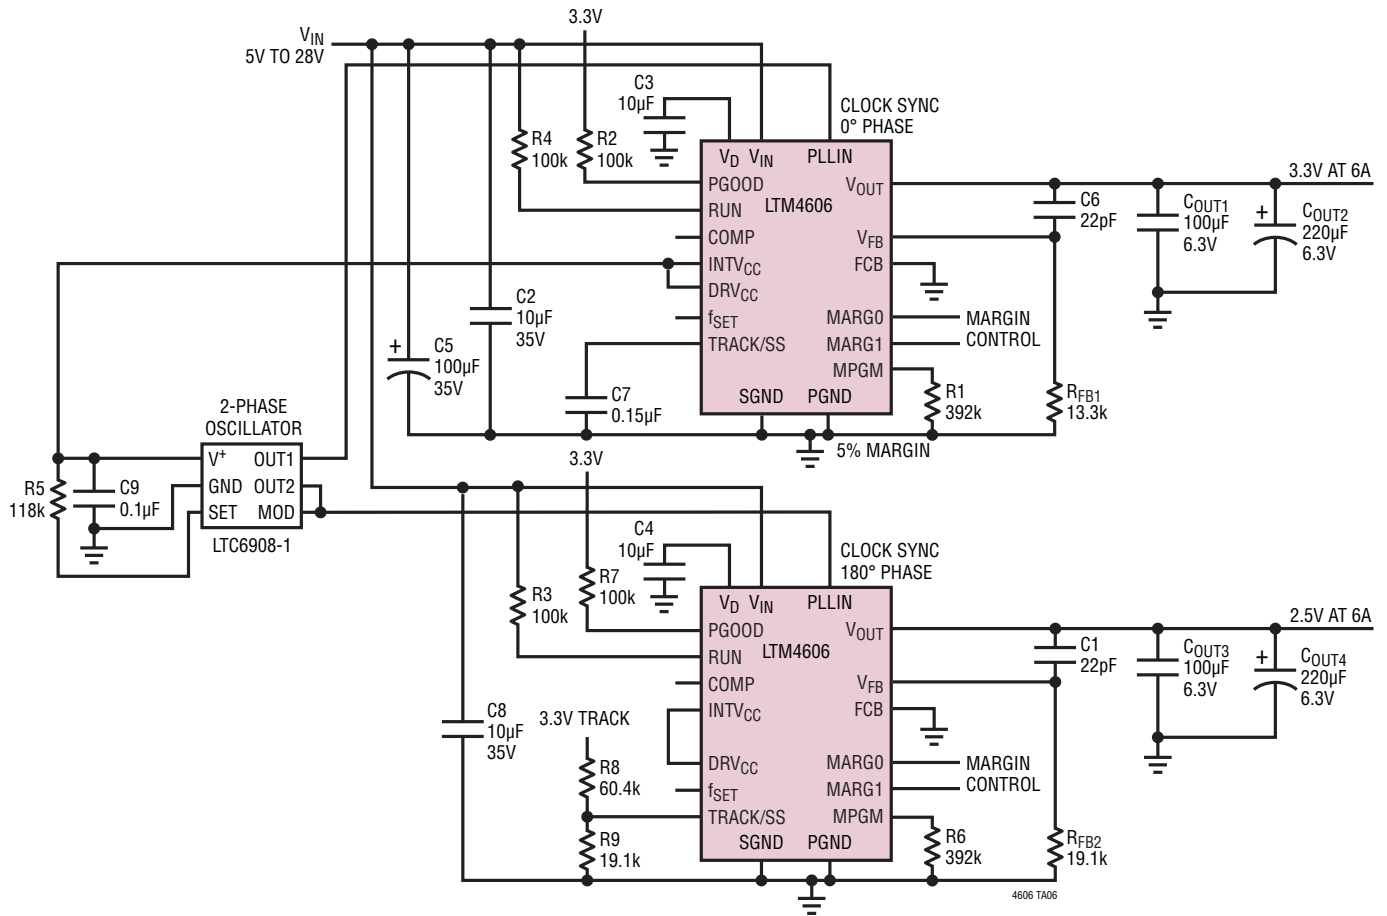 3.3V
VIN
5V TO 28V
C3
10µF
CLOCK SYNC
0° PHASE
R4
100k
R2
100k
VD
VIN
PLLIN
PGOOD
VOUT
LTM4606
RUN
COMP
VFB
INTVCC
FCB
DRVCC
fSET
MARG0
TRACK/SS
MARG1
MPGM
SGND
PGND
3.3V AT 6A
C6
22pF
COUT1
100µF
6.3V
+
COUT2
220µF
6.3V
MARGIN
CONTROL
C2
10µF
35V
+
C5
100µF
35V
C7
0.15µF
R1
392k
RFB1
13.3k
5% MARGIN
2-PHASE
OSCILLATOR
V+
OUT1
GND
OUT2
SET
MOD
LTC6908-1
R5
118k
C9
0.1µF
3.3V
C4
10µF
CLOCK SYNC
180° PHASE
R3
100k
R7
100k
VD
VIN
PLLIN
PGOOD
VOUT
LTM4606
RUN
COMP
VFB
INTVCC
FCB
DRVCC
MARG0
fSET
MARG1
TRACK/SS
MPGM
SGND
PGND
2.5V AT 6A
C1
22pF
COUT3
100µF
6.3V
+
COUT4
220µF
6.3V
C8
10µF
35V
3.3V TRACK
R8
60.4k
R9
19.1k
MARGIN
CONTROL
R6
392k
RFB2
19.1k
4606 TA06